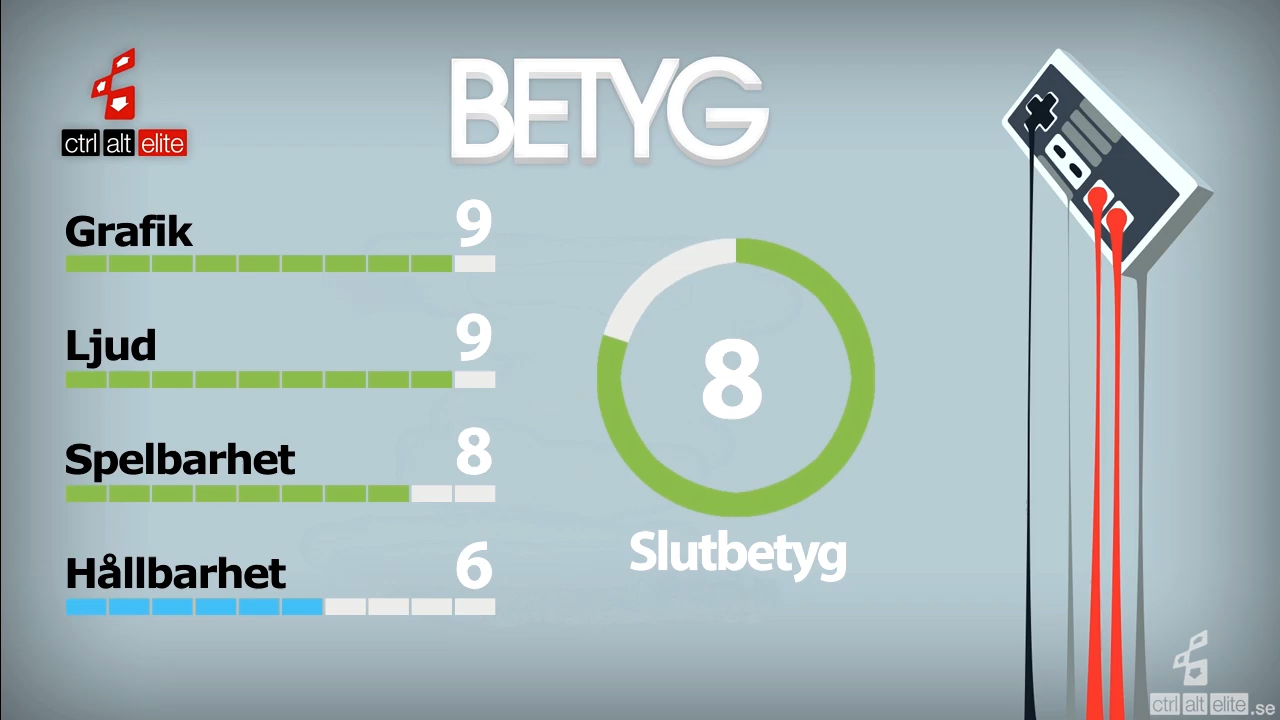 BETYG
ctrl alt elite
Grafik 9
Ljud 9
Spelbarhet 8
Hållbarhet 6
8
Slutbetyg
ctrl alt elite.se